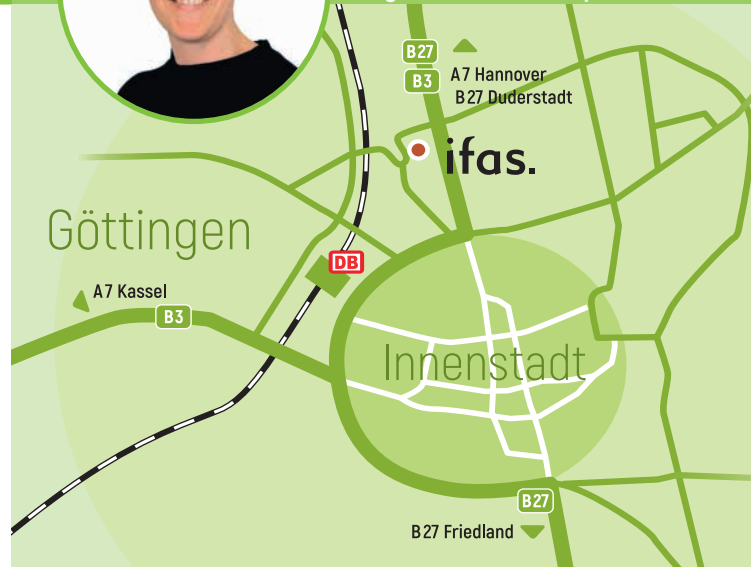 B27
B3
A7 Hannover
B27 Duderstadt
ifas.
Göttingen
DB
A7 Kassel
B3
Innenstadt
B27
B27 Friedland